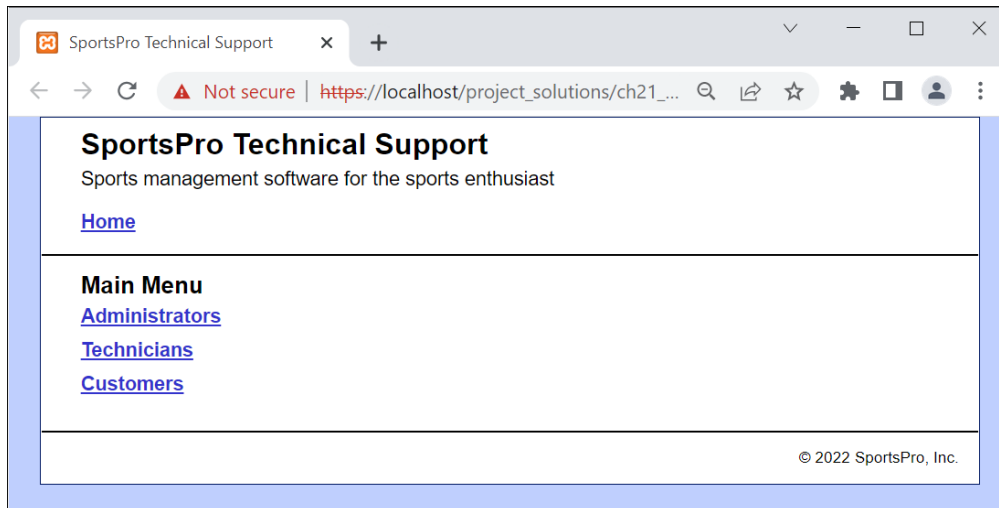 SportsPro Technical Support
Not secure | https://localhost/project_solutions/ch21_...
SportsPro Technical Support
Sports management software for the sports enthusiast
Home
Main Menu
Administrators
Technicians
Customers
© 2022 SportsPro, Inc.